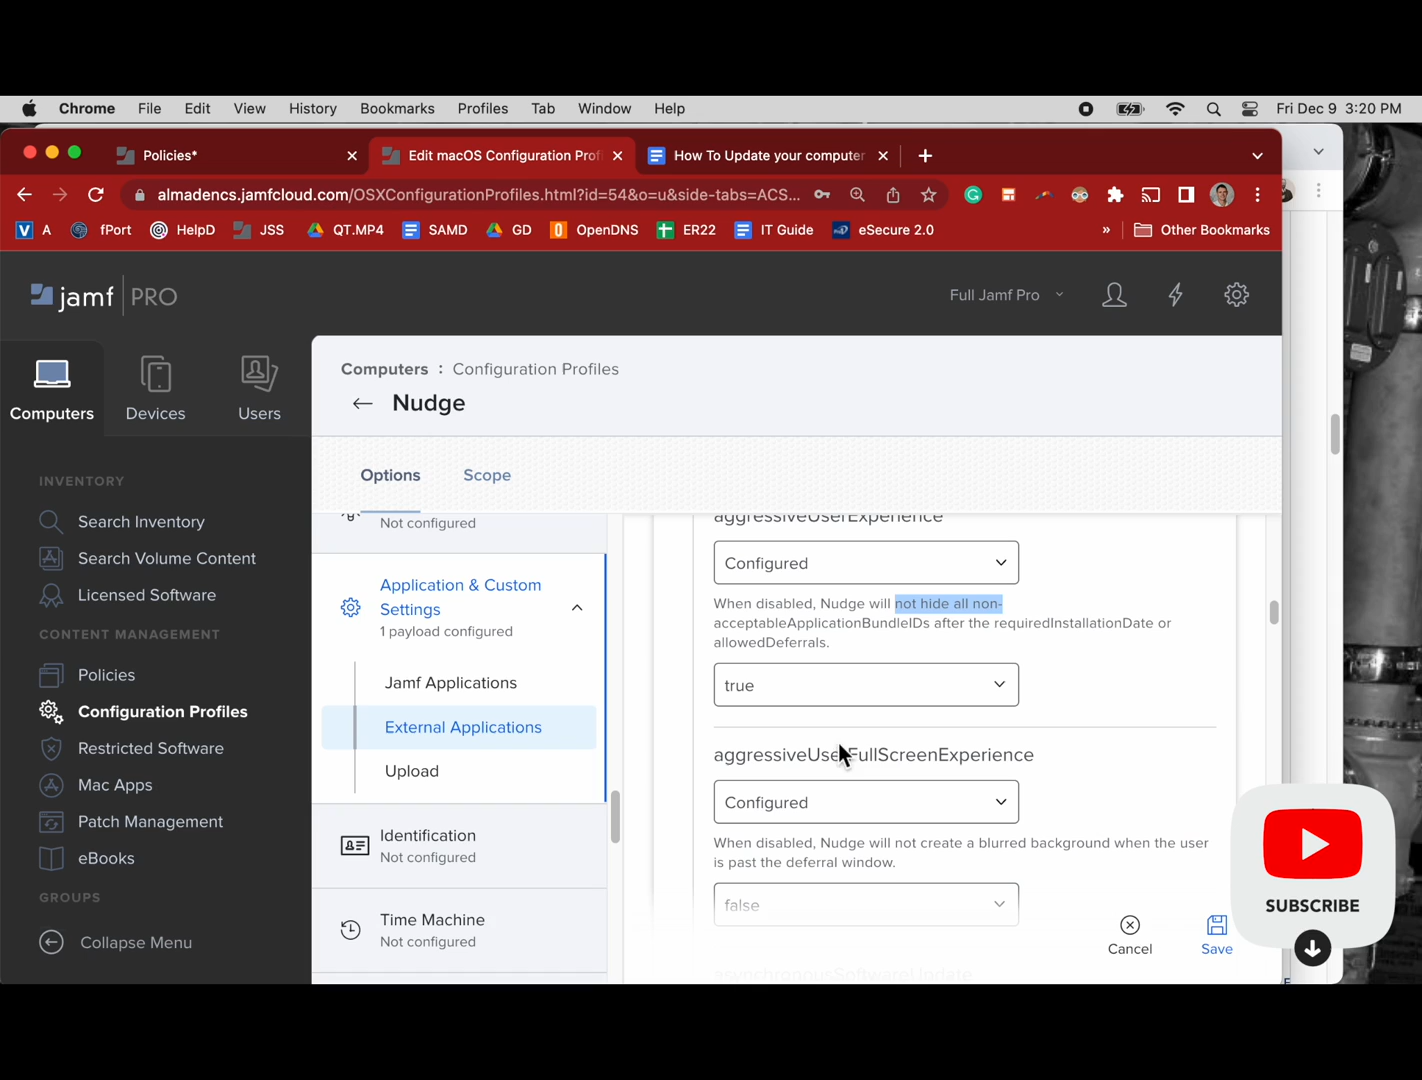 Chrome File Edit View History Bookmarks Profiles Tab Window Help Fri Dec 9 3:20 PM
Policies* Edit macOS Configuration Prof How To Update your computer
almadencs.jamfcloud.com/OSXConfigurationProfiles.html?id=54&o=u&side-tabs=ACS...
A fPort HelpD JSS QT.MP4 SAMD GD OpenDNS ER22 IT Guide eSecure 2.0 » Other Bookmarks
jamf PRO
Full Jamf Pro
Computers Devices Users
INVENTORY
Search Inventory
Search Volume Content
Licensed Software
CONTENT MANAGEMENT
Policies
Configuration Profiles
Restricted Software
Mac Apps
Patch Management
eBooks
GROUPS
Collapse Menu
Computers : Configuration Profiles
Nudge
Options Scope
Not configured
Application & Custom
Settings
1 payload configured
Jamf Applications
External Applications
Upload
Identification
Not configured
Time Machine
Not configured
aggressiveUserExperience
Configured
When disabled, Nudge will not hide all non-
acceptableApplicationBundleIDs after the requiredInstallationDate or
allowedDeferrals.
true
aggressiveUserFullScreenExperience
Configured
When disabled, Nudge will not create a blurred background when the user
is past the deferral window.
false
asynchronousSoftwareUpdate
Cancel Save
SUBSCRIBE